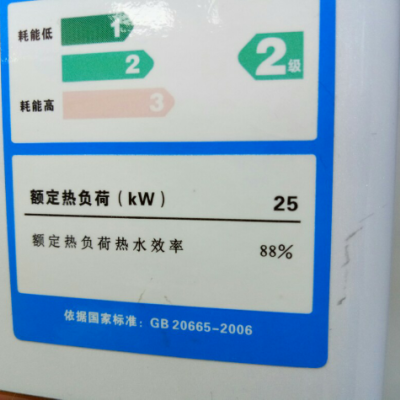 耗能低 1
2
2级
耗能高 3
额定热负荷（kW） 25
额定热负荷热水效率 88%
依据国家标准：GB 20665-2006